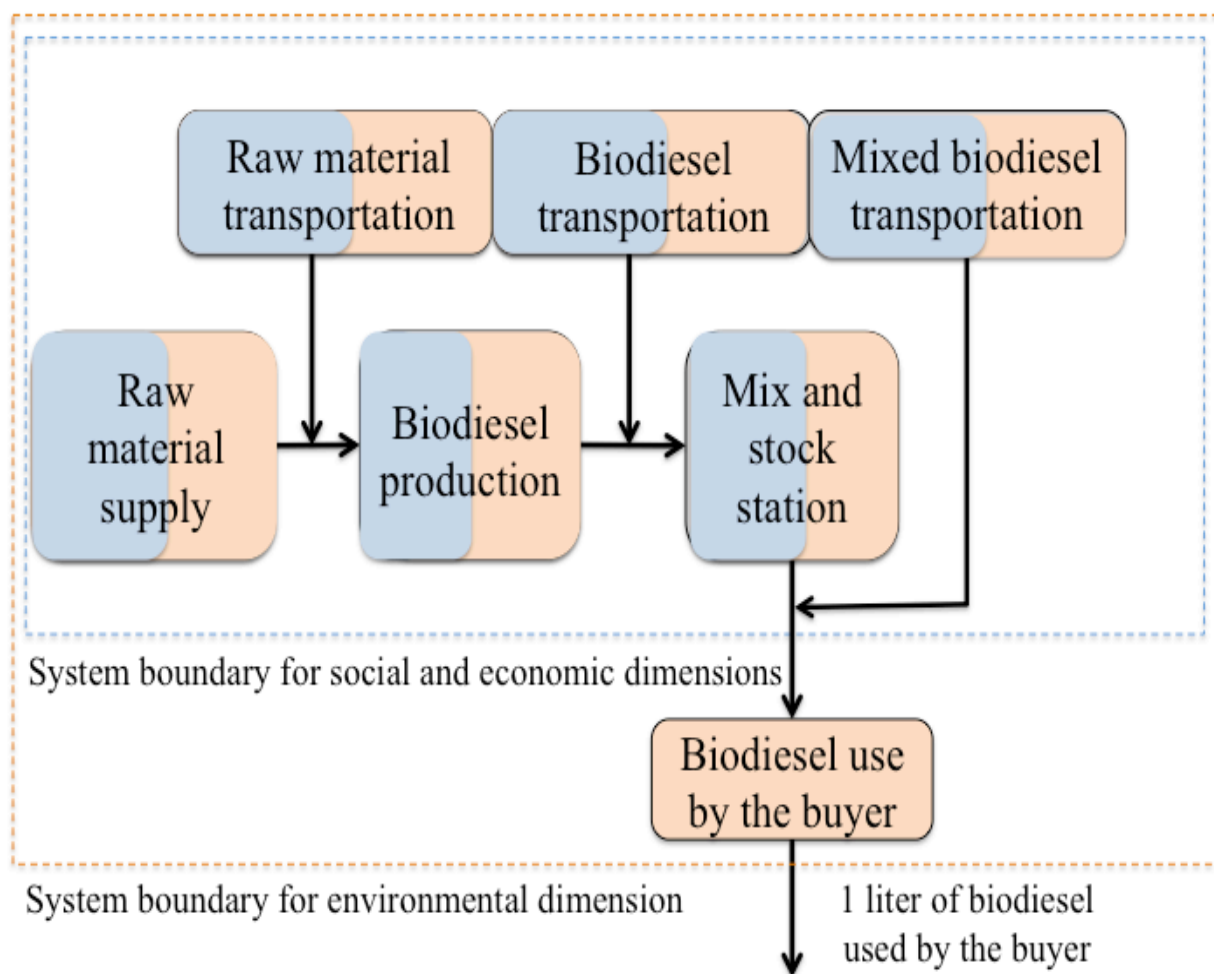 Raw material
transportation
Biodiesel
transportation
Mixed biodiesel
transportation
Raw
material
supply
Biodiesel
production
Mix and
stock
station
System boundary for social and economic dimensions
Biodiesel use
by the buyer
System boundary for environmental dimension
1 liter of biodiesel
used by the buyer